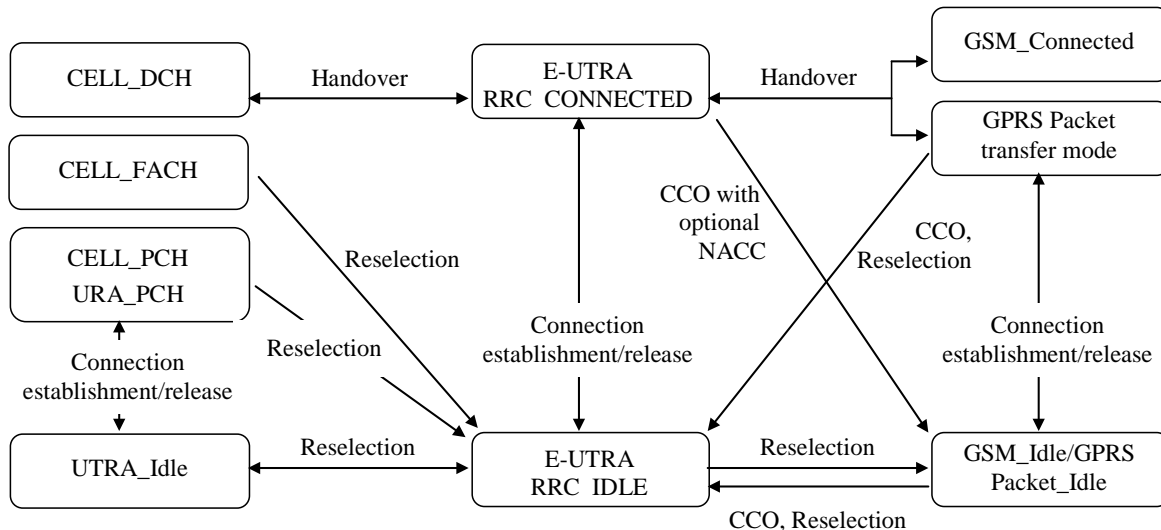 GSM_Connected
CELL_DCH
Handover
E-UTRA
RRC CONNECTED
Handover
GPRS Packet
transfer mode
CELL_FACH
CCO with
optional
NACC
CCO,
Reselection
CELL_PCH
URA_PCH
Reselection
Reselection
Connection
establishment/release
Connection
establishment/release
Connection
establishment/release
UTRA_Idle
Reselection
E-UTRA
RRC IDLE
Reselection
GSM_Idle/GPRS
Packet_Idle
CCO, Reselection